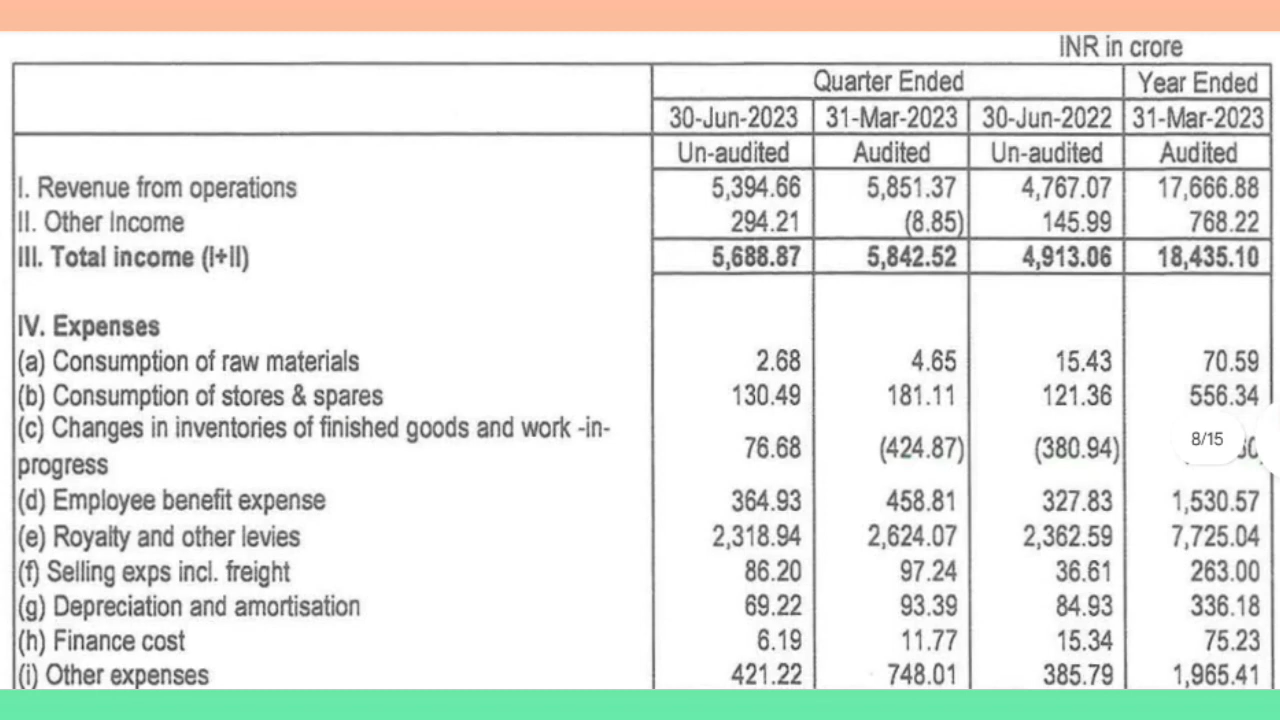 INR in crore
Quarter Ended Year Ended
30-Jun-2023 31-Mar-2023 30-Jun-2022 31-Mar-2023
Un-audited Audited Un-audited Audited
I. Revenue from operations 5,394.66 5,851.37 4,767.07 17,666.88
II. Other Income 294.21 (8.85) 145.99 768.22
III. Total income (I+II) 5,688.87 5,842.52 4,913.06 18,435.10
IV. Expenses
(a) Consumption of raw materials 2.68 4.65 15.43 70.59
(b) Consumption of stores & spares 130.49 181.11 121.36 556.34
(c) Changes in inventories of finished goods and work -in-
progress 76.68 (424.87) (380.94)
8/15
(d) Employee benefit expense 364.93 458.81 327.83 1,530.57
(e) Royalty and other levies 2,318.94 2,624.07 2,362.59 7,725.04
(f) Selling exps incl. freight 86.20 97.24 36.61 263.00
(g) Depreciation and amortisation 69.22 93.39 84.93 336.18
(h) Finance cost 6.19 11.77 15.34 75.23
(i) Other expenses 421.22 748.01 385.79 1,965.41